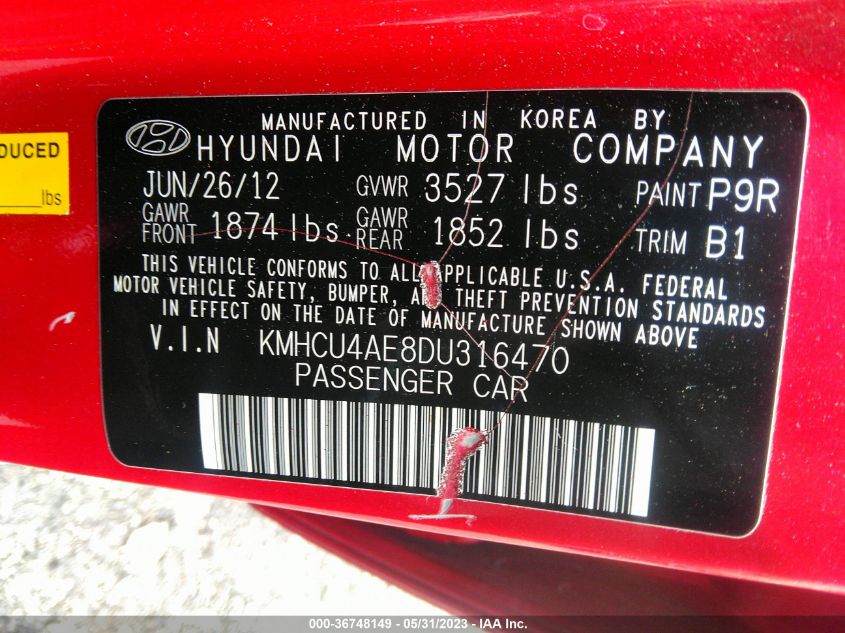 DUCED
lbs
MANUFACTURED IN KOREA BY
HYUNDAI MOTOR COMPANY
JUN/26/12 GVWR 3527 lbs PAINT P9R
GAWR FRONT 1874 lbs GAWR REAR 1852 lbs TRIM B1
THIS VEHICLE CONFORMS TO ALL APPLICABLE U.S.A. FEDERAL
MOTOR VEHICLE SAFETY, BUMPER, AND THEFT PREVENTION STANDARDS
IN EFFECT ON THE DATE OF MANUFACTURE SHOWN ABOVE
V.I.N KMHCU4AE8DU316470
PASSENGER CAR
000-36748149 - 05/31/2023 - IAA Inc.